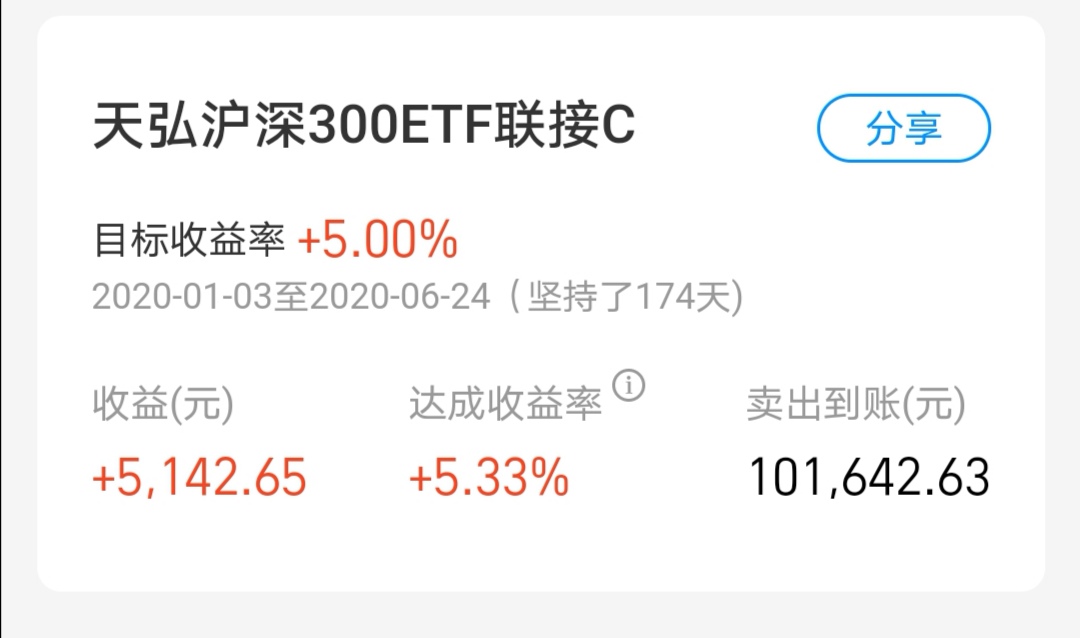 天弘沪深300ETF联接C
分享
目标收益率 +5.00%
2020-01-03至2020-06-24（坚持了174天)
收益(元) 达成收益率 卖出到账(元)
+5,142.65 +5.33% 101,642.63